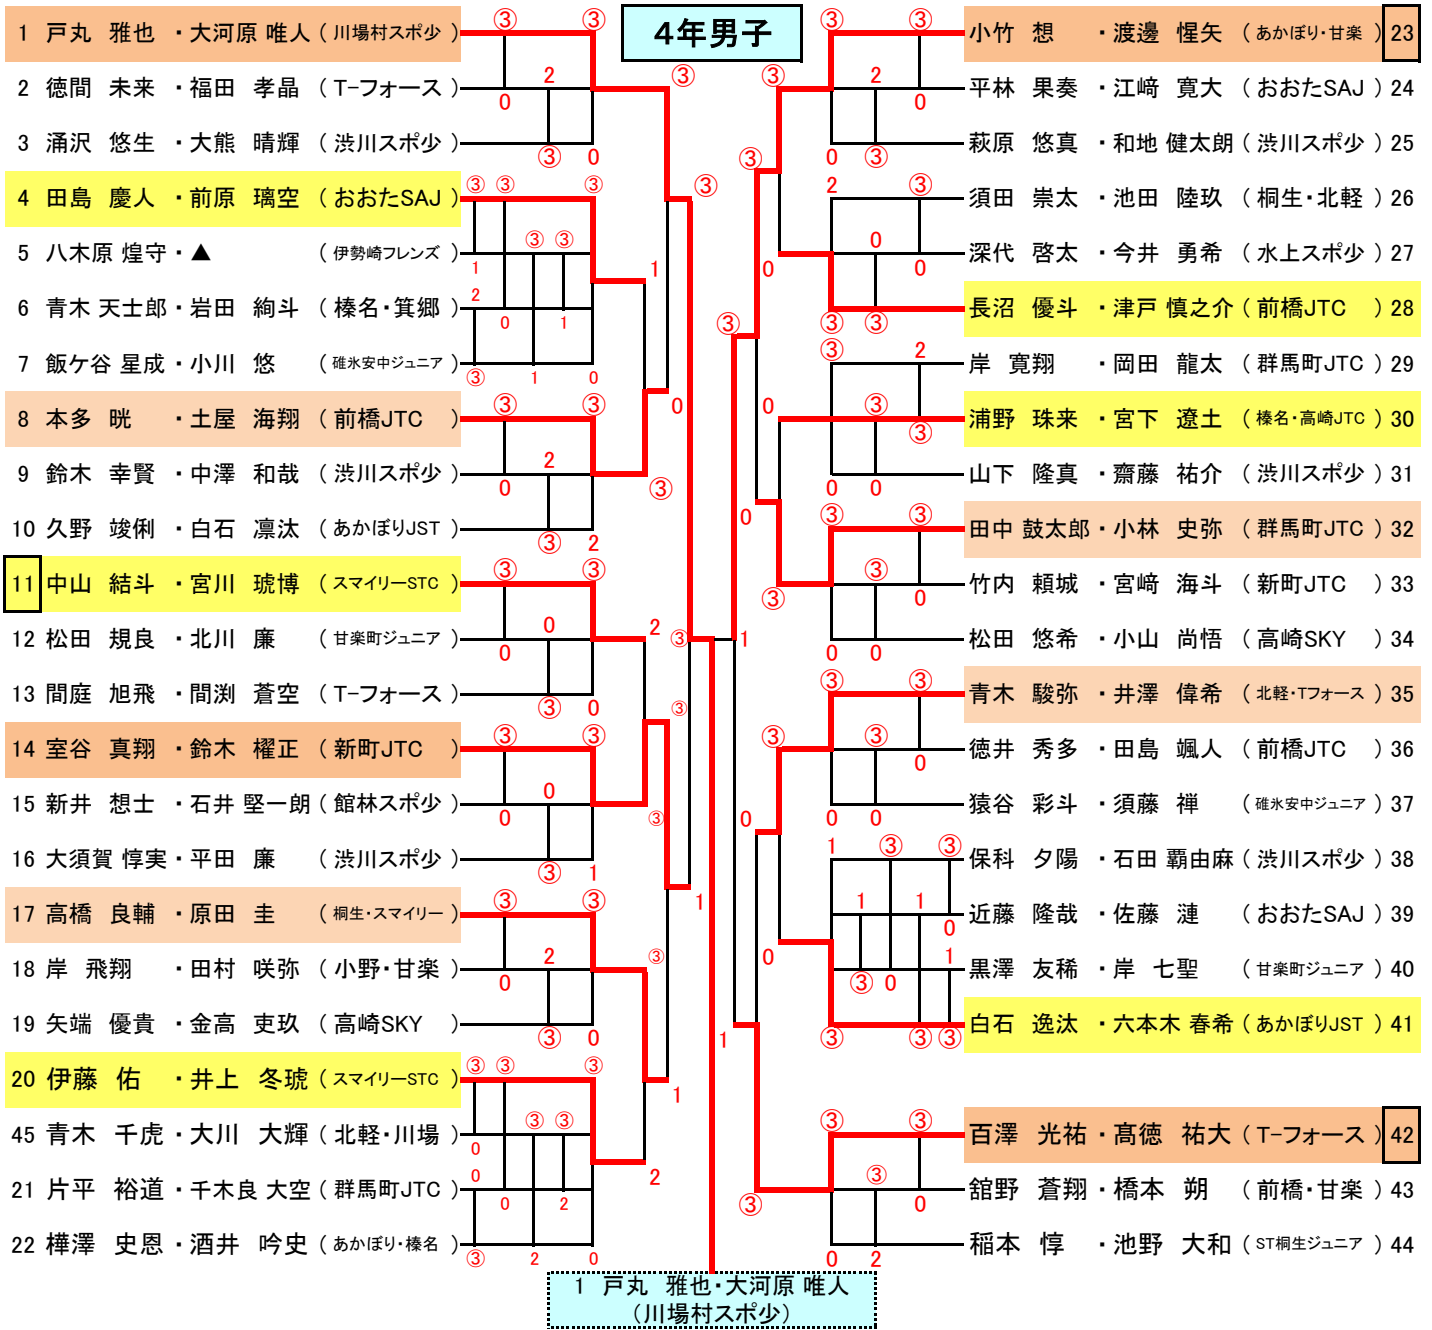 4年男子
1 戸丸 雅也 ・大河原 唯人 ( 川場村スポ少 )
2 徳間 未来 ・福田 孝晶 ( T-フォース )
3 涌沢 悠生 ・大熊 晴輝 ( 渋川スポ少 )
4 田島 慶人 ・前原 璃空 ( おおたSAJ )
5 八木原 煌守 ・▲ ( 伊勢崎フレンズ )
6 青木 天士郎 ・岩田 絢斗 ( 榛名・箕郷 )
7 飯ケ谷 星成 ・小川 悠 ( 碓氷安中ジュニア )
8 本多 晄 ・土屋 海翔 ( 前橋JTC )
9 鈴木 幸賢 ・中澤 和哉 ( 渋川スポ少 )
10 久野 竣俐 ・白石 凛汰 ( あかぼりJST )
11 中山 結斗 ・宮川 琥博 ( スマイリーSTC )
12 松田 規良 ・北川 廉 ( 甘楽町ジュニア )
13 間庭 旭飛 ・間渕 蒼空 ( T-フォース )
14 室谷 真翔 ・鈴木 櫂正 ( 新町JTC )
15 新井 想士 ・石井 堅一朗 ( 館林スポ少 )
16 大須賀 惇実 ・平田 廉 ( 渋川スポ少 )
17 高橋 良輔 ・原田 圭 ( 桐生・スマイリー )
18 岸 飛翔 ・田村 咲弥 ( 小野・甘楽 )
19 矢端 優貴 ・金高 吏玖 ( 高崎SKY )
20 伊藤 佑 ・井上 冬琥 ( スマイリーSTC )
45 青木 千虎 ・大川 大輝 ( 北軽・川場 )
21 片平 裕道 ・千木良 大空 ( 群馬町JTC )
22 樺澤 史恩 ・酒井 吟史 ( あかぼり・榛名 )
小竹 想 ・渡邊 惺矢 ( あかぼり・甘楽 ) 23
平林 果奏 ・江﨑 寛大 ( おおたSAJ ) 24
萩原 悠真 ・和地 健太朗 ( 渋川スポ少 ) 25
須田 崇太 ・池田 陸玖 ( 桐生・北軽 ) 26
深代 啓太 ・今井 勇希 ( 水上スポ少 ) 27
長沼 優斗 ・津戸 慎之介 ( 前橋JTC ) 28
岸 寛翔 ・岡田 龍太 ( 群馬町JTC ) 29
浦野 珠来 ・宮下 遼土 ( 榛名・高崎JTC ) 30
山下 隆真 ・齋藤 祐介 ( 渋川スポ少 ) 31
田中 鼓太郎 ・小林 史弥 ( 群馬町JTC ) 32
竹内 頼城 ・宮﨑 海斗 ( 新町JTC ) 33
松田 悠希 ・小山 尚悟 ( 高崎SKY ) 34
青木 駿弥 ・井澤 偉希 ( 北軽・Tフォース ) 35
徳井 秀多 ・田島 颯人 ( 前橋JTC ) 36
猿谷 彩斗 ・須藤 禅 ( 碓氷安中ジュニア ) 37
保科 夕陽 ・石田 覇由麻 ( 渋川スポ少 ) 38
近藤 隆哉 ・佐藤 漣 ( おおたSAJ ) 39
黒澤 友稀 ・岸 七聖 ( 甘楽町ジュニア ) 40
白石 逸汰 ・六本木 春希 ( あかぼりJST ) 41
百澤 光祐 ・髙徳 祐大 ( T-フォース ) 42
舘野 蒼翔 ・橋本 朔 ( 前橋・甘楽 ) 43
稲本 惇 ・池野 大和 ( ST桐生ジュニア ) 44
1 戸丸 雅也・大河原 唯人
(川場村スポ少)